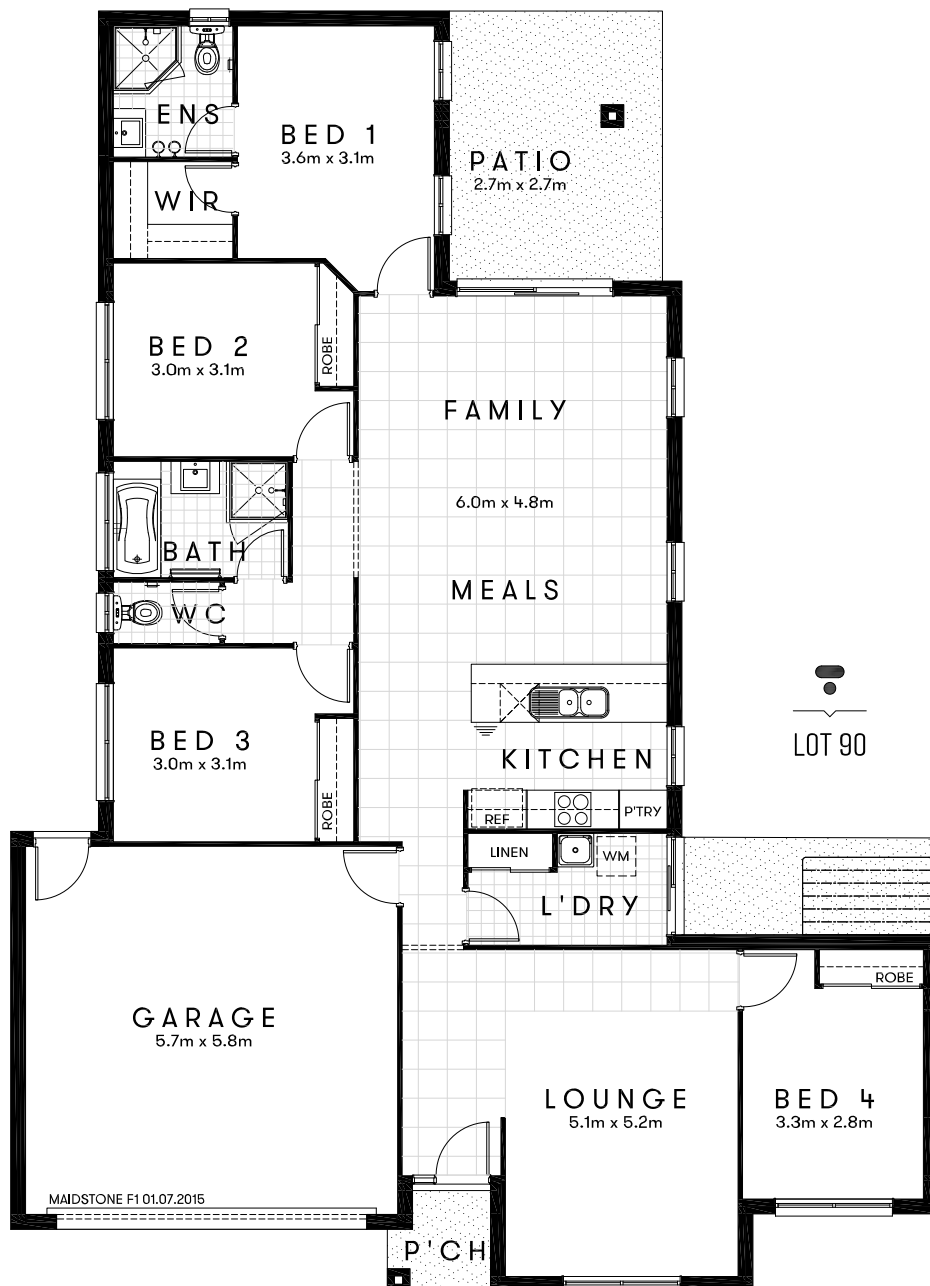 ENS
BED 1
3.6m x 3.1m
PATIO
2.7m x 2.7m
WIR
BED 2
3.0m x 3.1m
ROBE
FAMILY
6.0m x 4.8m
BATH
MEALS
WC
BED 3
3.0m x 3.1m
ROBE
KITCHEN
LOT 90
REF
P'TRY
LINEN
WM
L'DRY
ROBE
GARAGE
5.7m x 5.8m
LOUNGE
5.1m x 5.2m
BED 4
3.3m x 2.8m
MAIDSTONE F1 01.07.2015
P'CH